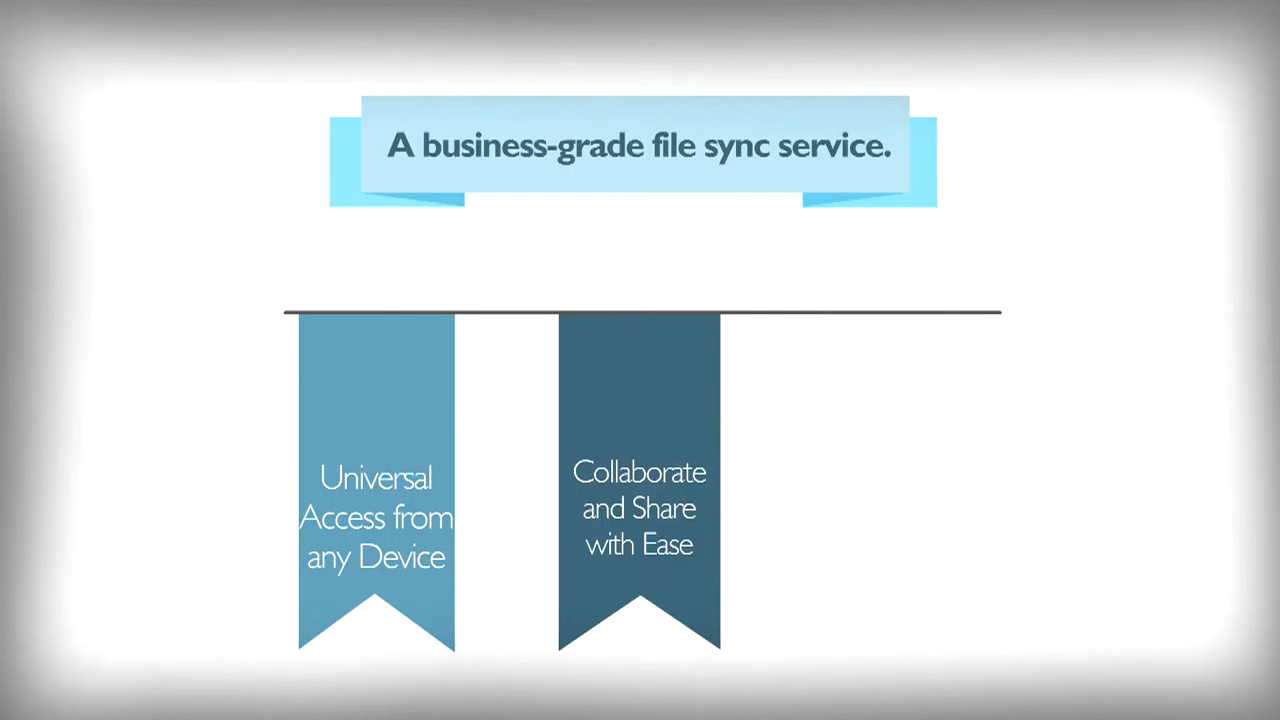 A business-grade file sync service.
Universal
Access from
any Device
Collaborate
and Share
with Ease